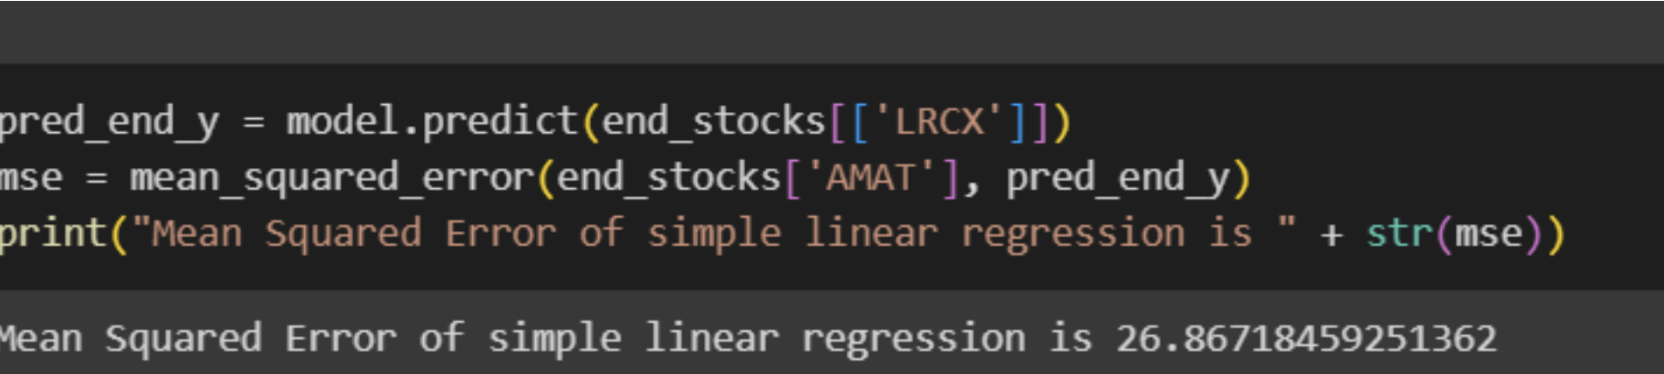 pred_end_y = model.predict(end_stocks[['LRCX']])
mse = mean_squared_error(end_stocks['AMAT'], pred_end_y)
print("Mean Squared Error of simple linear regression is " + str(mse))
Mean Squared Error of simple linear regression is 26.86718459251362